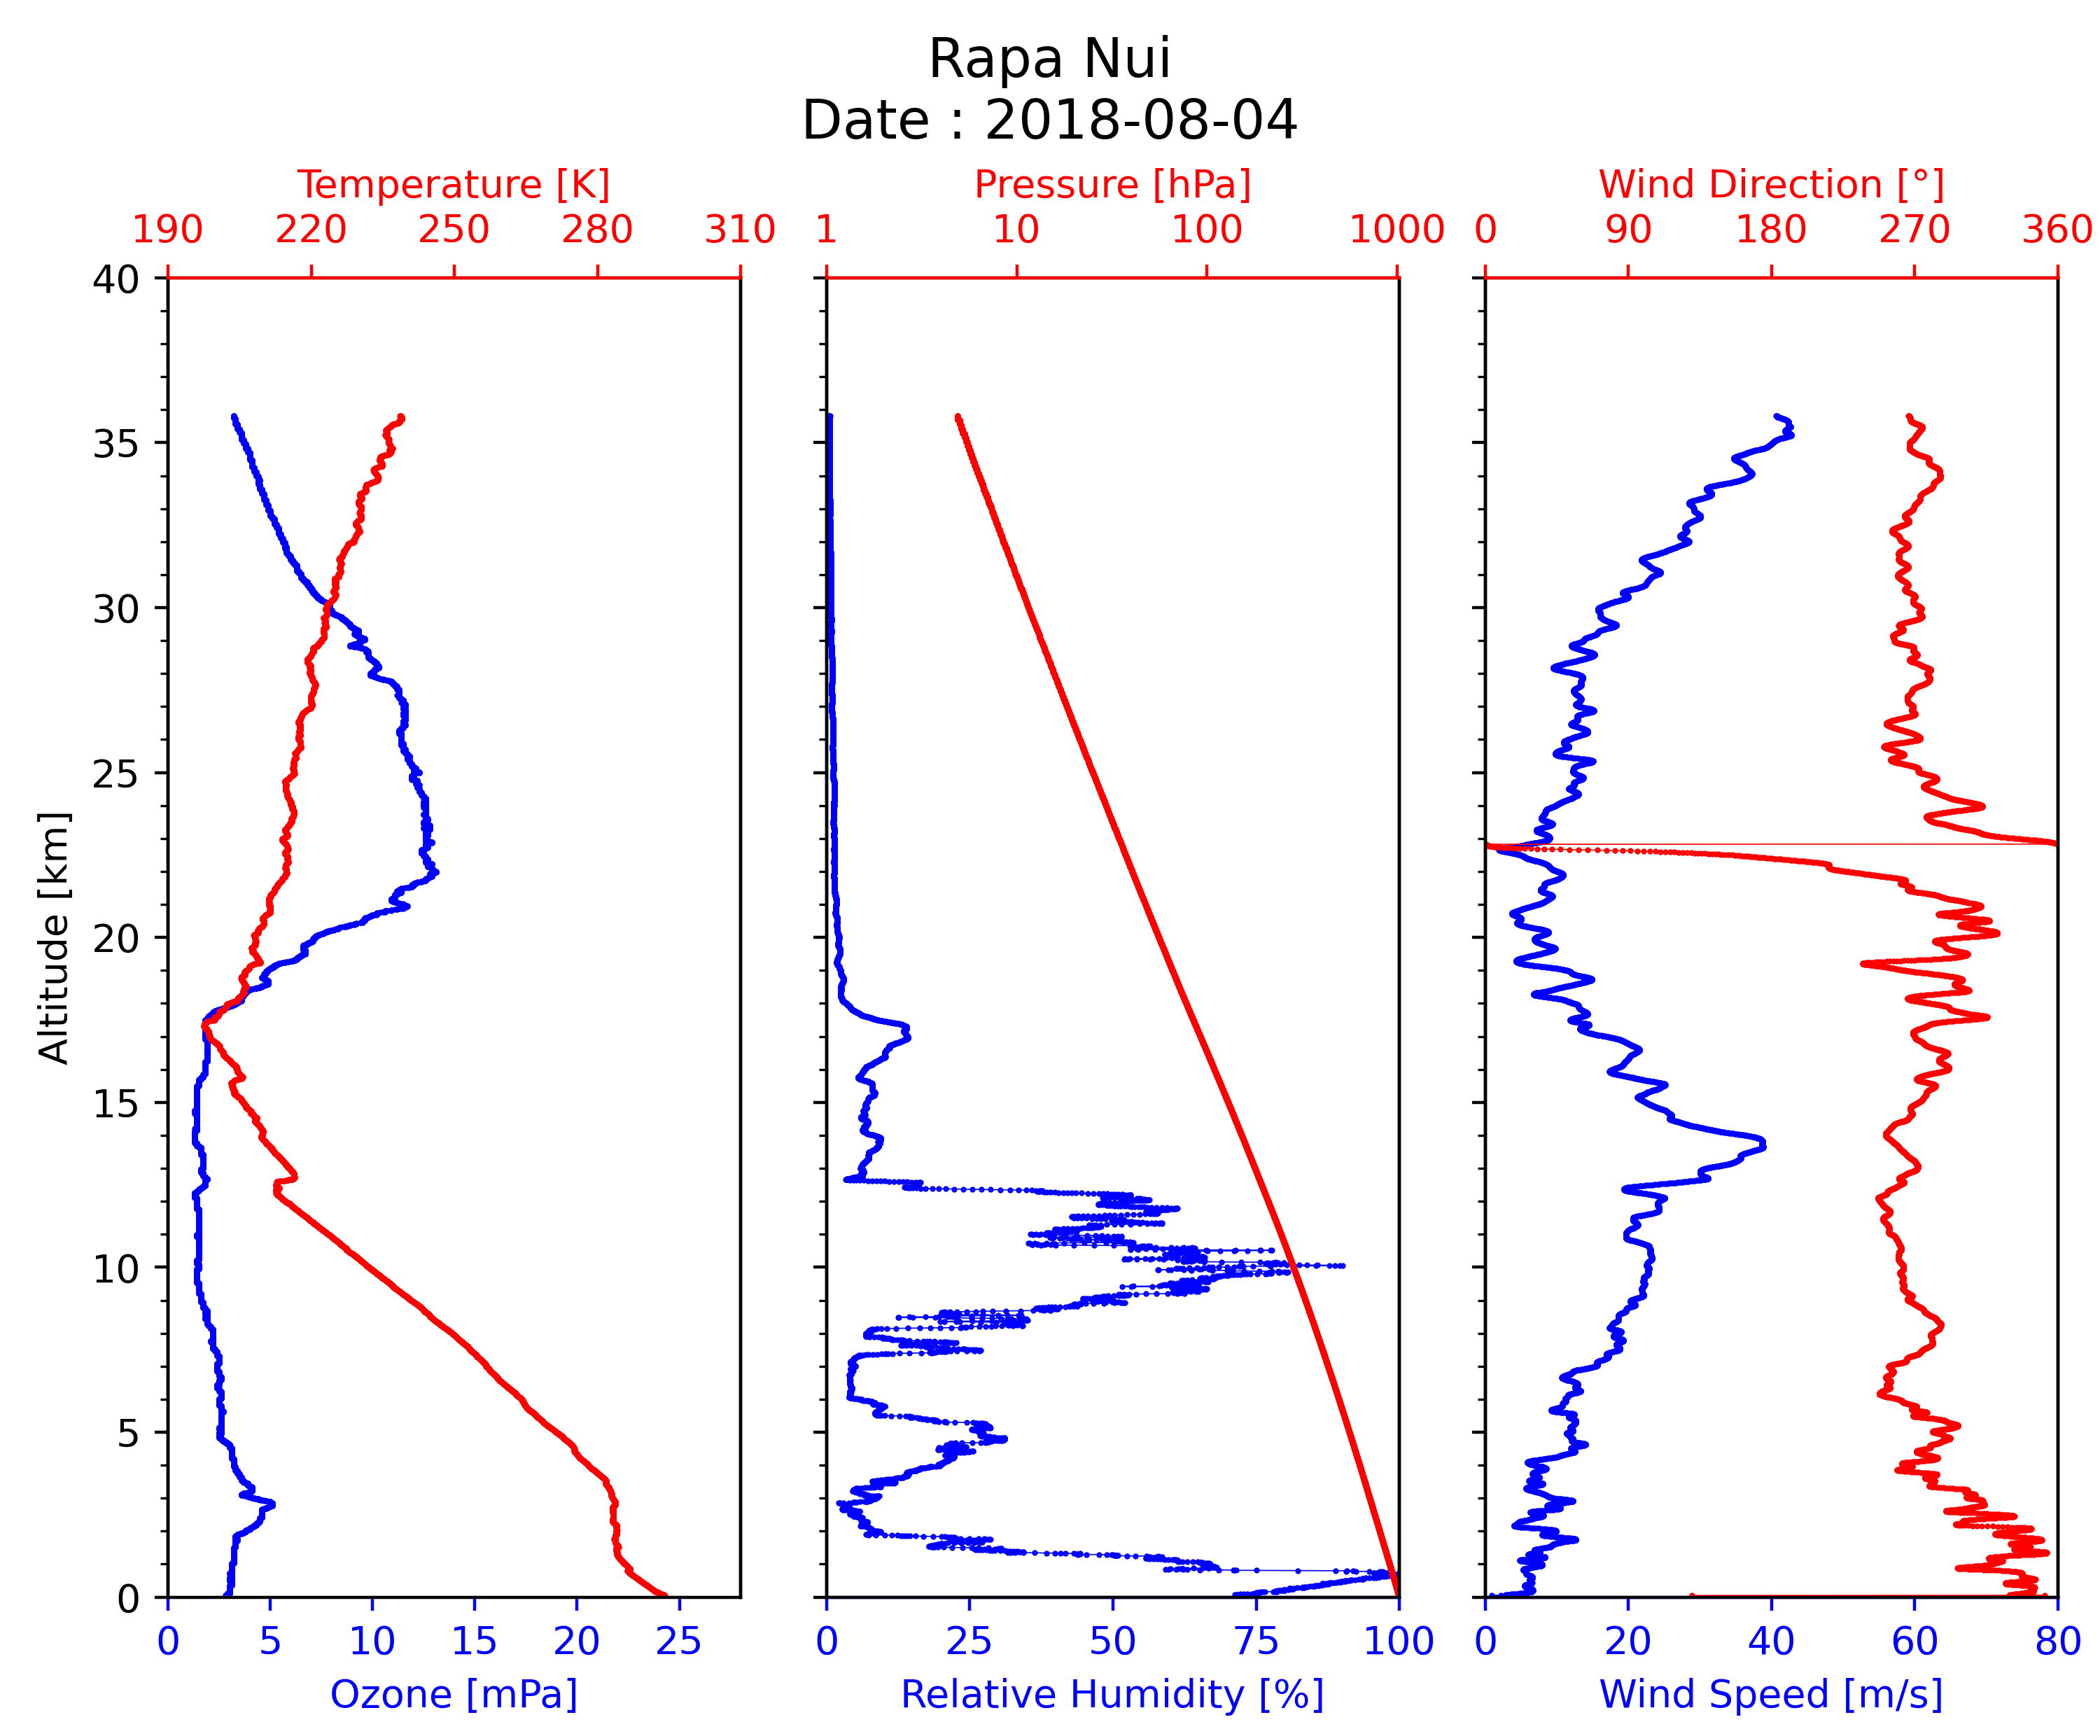 Rapa Nui
Date : 2018-08-04
Temperature [K]
190 220 250 280 310
Pressure [hPa]
1 10 100 1000
Wind Direction [°]
0 90 180 270 360
Altitude [km]
40
35
30
25
20
15
10
5
0
0 5 10 15 20 25
Ozone [mPa]
0 25 50 75 100
Relative Humidity [%]
0 20 40 60 80
Wind Speed [m/s]